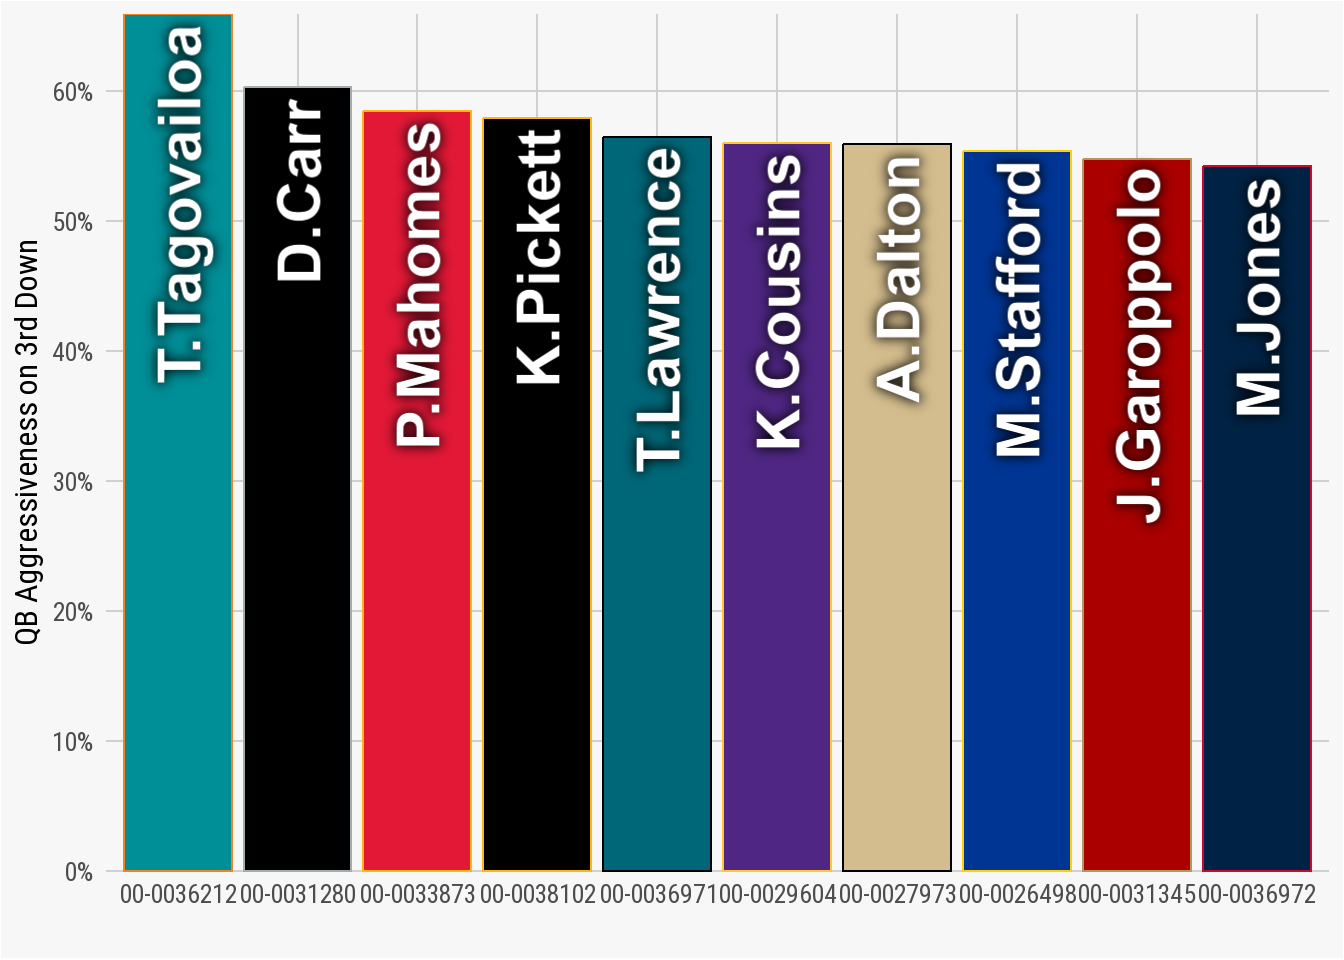 QB Aggressiveness on 3rd Down
60%
50%
40%
30%
20%
10%
0%
T.Tagovailoa
D.Carr
P.Mahomes
K.Pickett
T.Lawrence
K.Cousins
A.Dalton
M.Stafford
J.Garoppolo
M.Jones
00-0036212 00-0031280 00-0033873 00-0038102 00-0036971 00-0029604 00-0027973 00-0026498 00-0031345 00-0036972